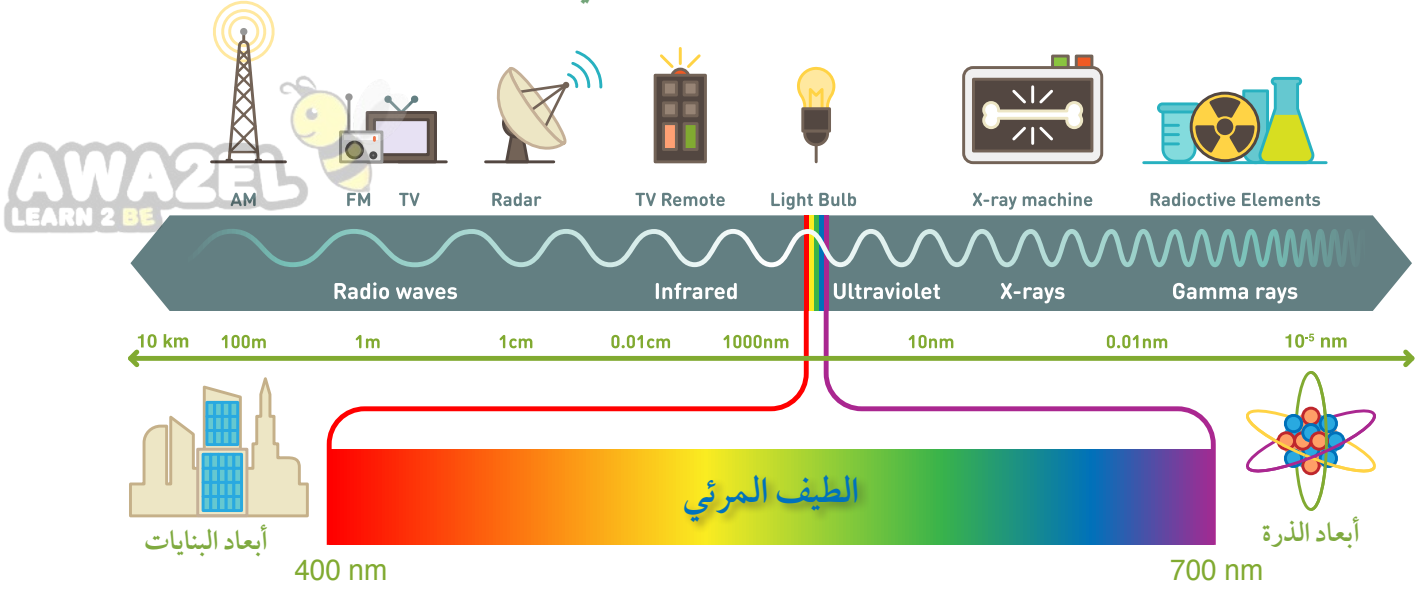 AWA2EL
LEARN 2 BE
AM FM TV Radar TV Remote Light Bulb X-ray machine Radioctive Elements
Radio waves Infrared Ultraviolet X-rays Gamma rays
10 km 100m 1m 1cm 0.01cm 1000nm 10nm 0.01nm 10⁻⁵ nm
الطيف المرئي
أبعاد البنايات
أبعاد الذرة
400 nm 700 nm